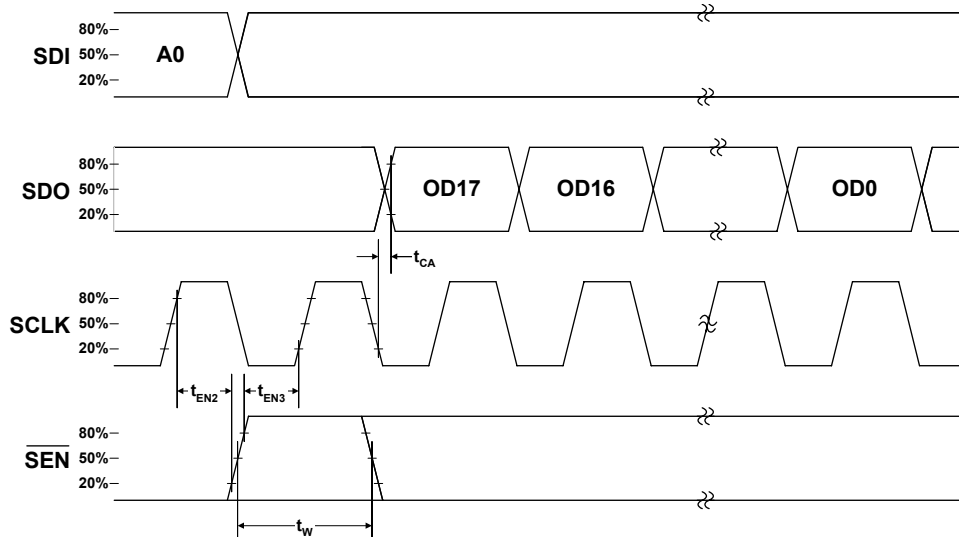 SDI
80%
50%
20%
A0
SDO
80%
50%
20%
OD17
OD16
OD0
tCA
SCLK
80%
50%
20%
tEN2
tEN3
SEN
80%
50%
20%
tW